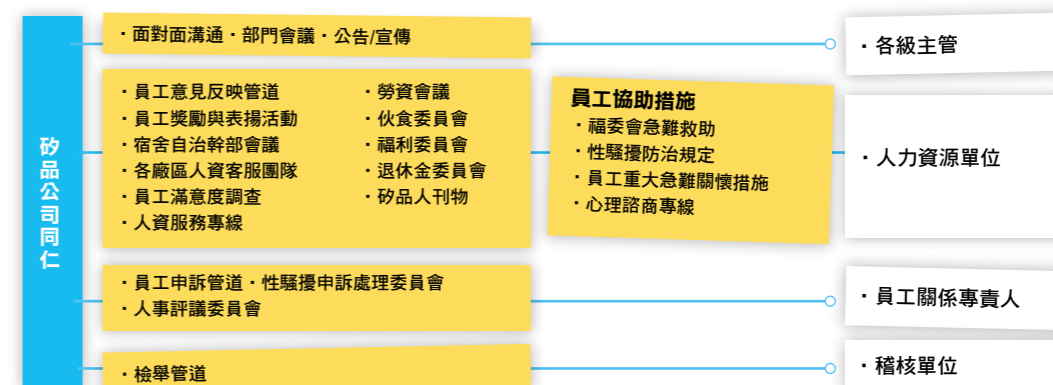 矽品公司同仁
・面對面溝通・部門會議・公告/宣傳
・各級主管
・員工意見反映管道
・員工獎勵與表揚活動
・宿舍自治幹部會議
・各廠區人資客服團隊
・員工滿意度調查
・人資服務專線
・勞資會議
・伙食委員會
・福利委員會
・退休金委員會
・矽品人刊物
員工協助措施
・福委會急難救助
・性騷擾防治規定
・員工重大急難關懷措施
・心理諮商專線
・人力資源單位
・員工申訴管道・性騷擾申訴處理委員會
・人事評議委員會
・員工關係專責人
・檢舉管道
・稽核單位